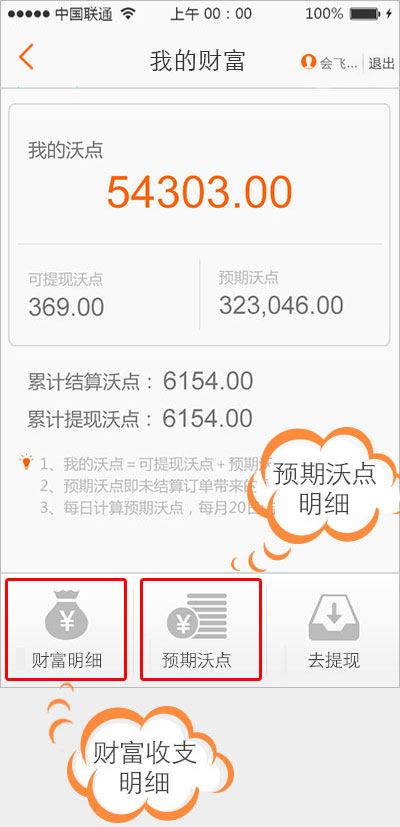 中国联通 上午 00：00 100%
我的财富 会飞... 退出
我的沃点
54303.00
可提现沃点 预期沃点
369.00 323,046.00
累计结算沃点： 6154.00
累计提现沃点： 6154.00
1、我的沃点＝可提现沃点＋预期
2、预期沃点即未结算订单带来的
3、每日计算预期沃点，每月20日
预期沃点
明细
财富明细 预期沃点 去提现
财富收支
明细